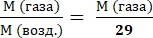 М (газа) / М (возд.) = М (газа) / 29